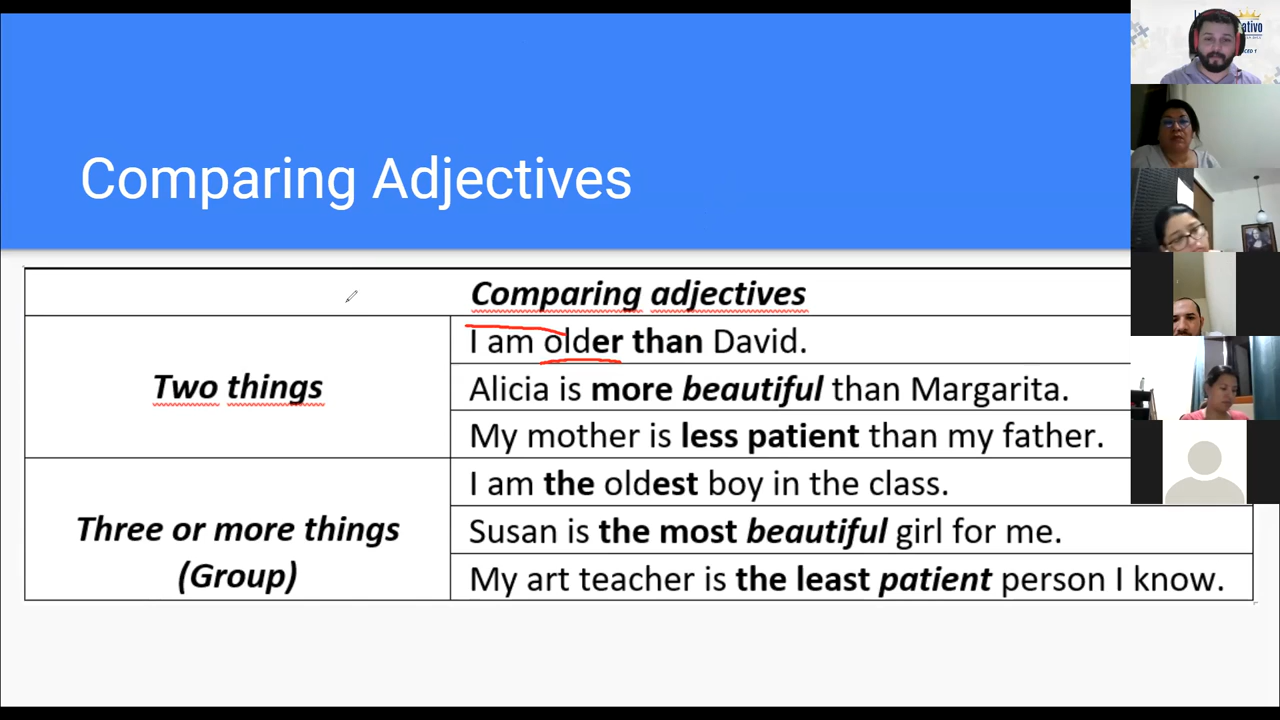 Comparing Adjectives
Comparing adjectives
Two things
I am older than David.
Alicia is more beautiful than Margarita.
My mother is less patient than my father.
Three or more things
(Group)
I am the oldest boy in the class.
Susan is the most beautiful girl for me.
My art teacher is the least patient person I know.